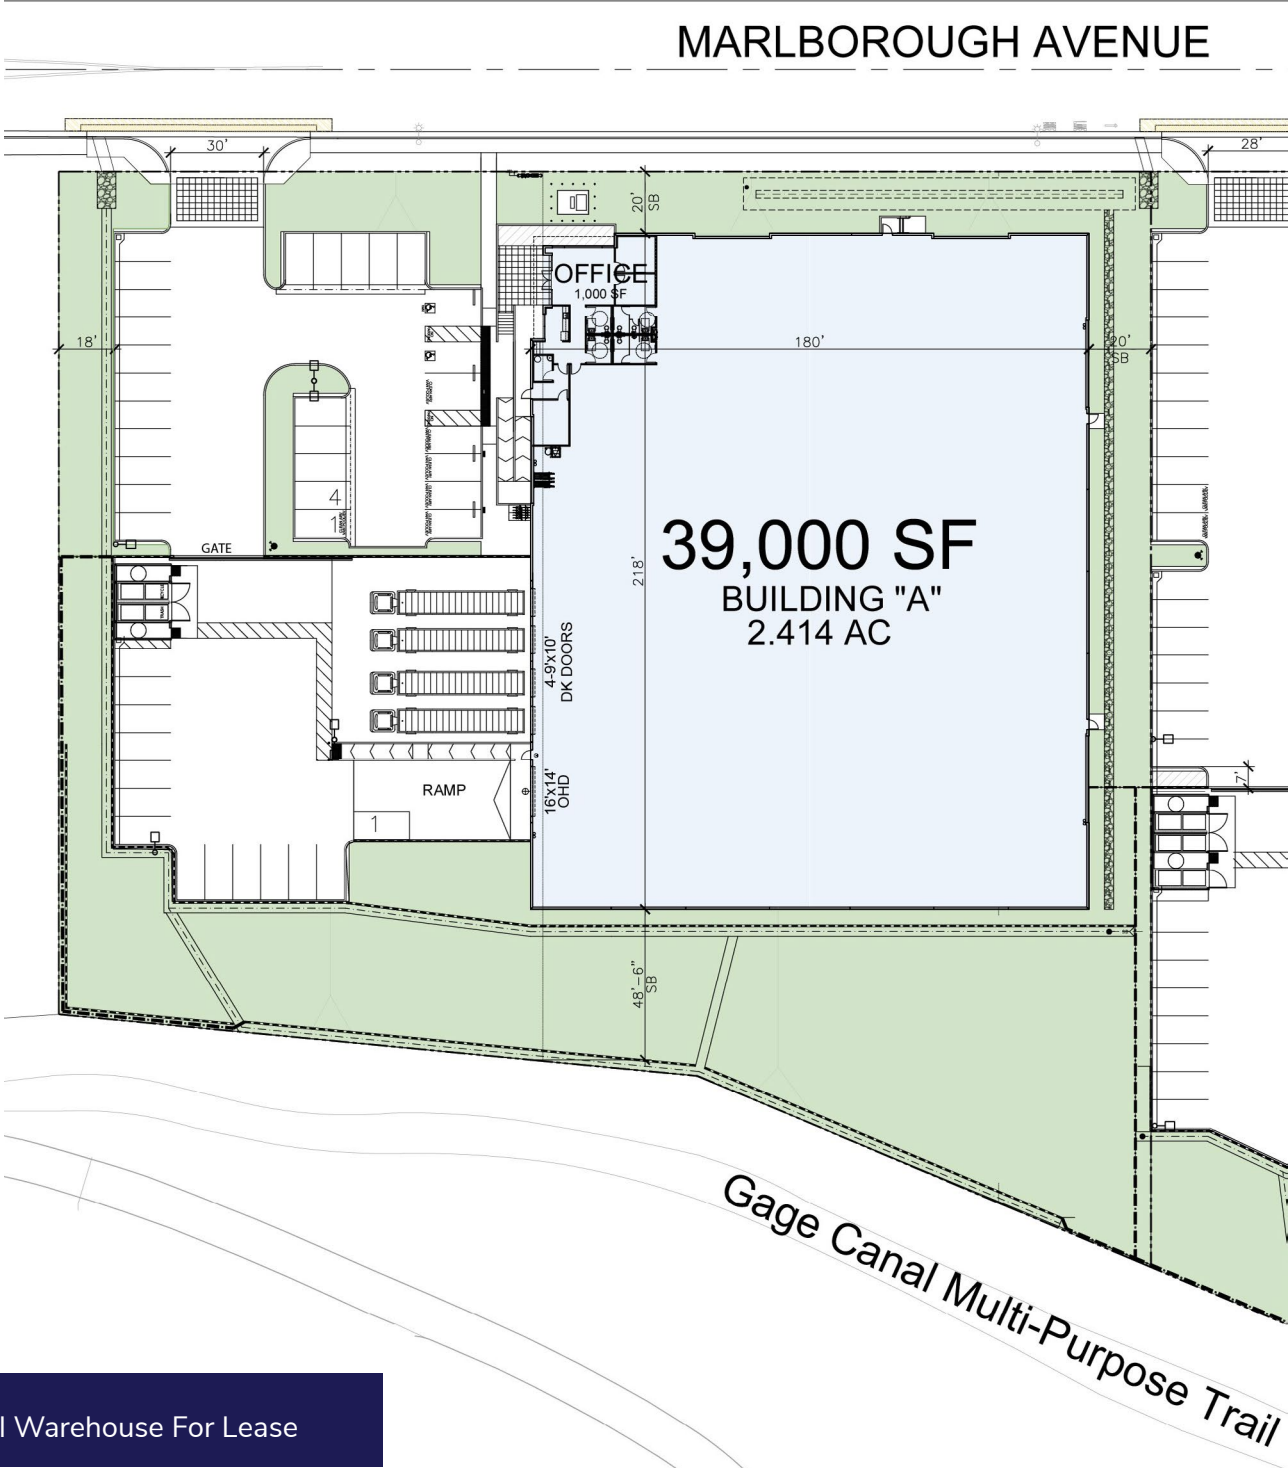 MARLBOROUGH AVENUE
30'
28'
20'
SB
OFFICE
1,000 SF
18'
180'
20'
SB
4
1
GATE
39,000 SF
BUILDING "A"
2.414 AC
218'
RECYCLE
TRASH
4-9'x10'
DK DOORS
16'x14'
OHD
RAMP
1
7'
48'-6"
SB
Gage Canal Multi-Purpose Trail
l Warehouse For Lease